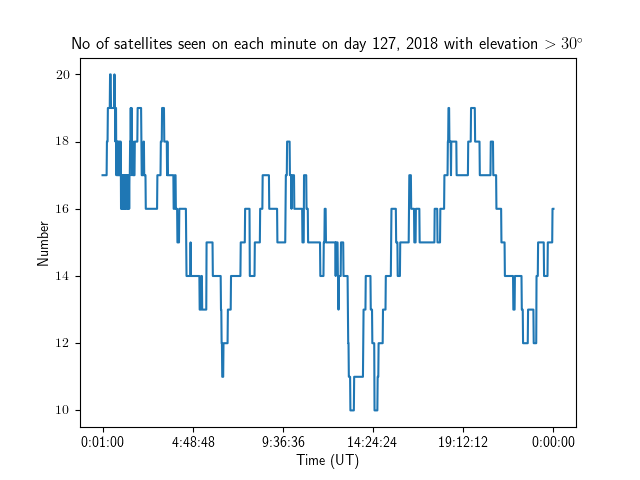 No of satellites seen on each minute on day 127, 2018 with elevation > 30°
20
18
16
14
12
10
Number
0:01:00 4:48:48 9:36:36 14:24:24 19:12:12 0:00:00
Time (UT)